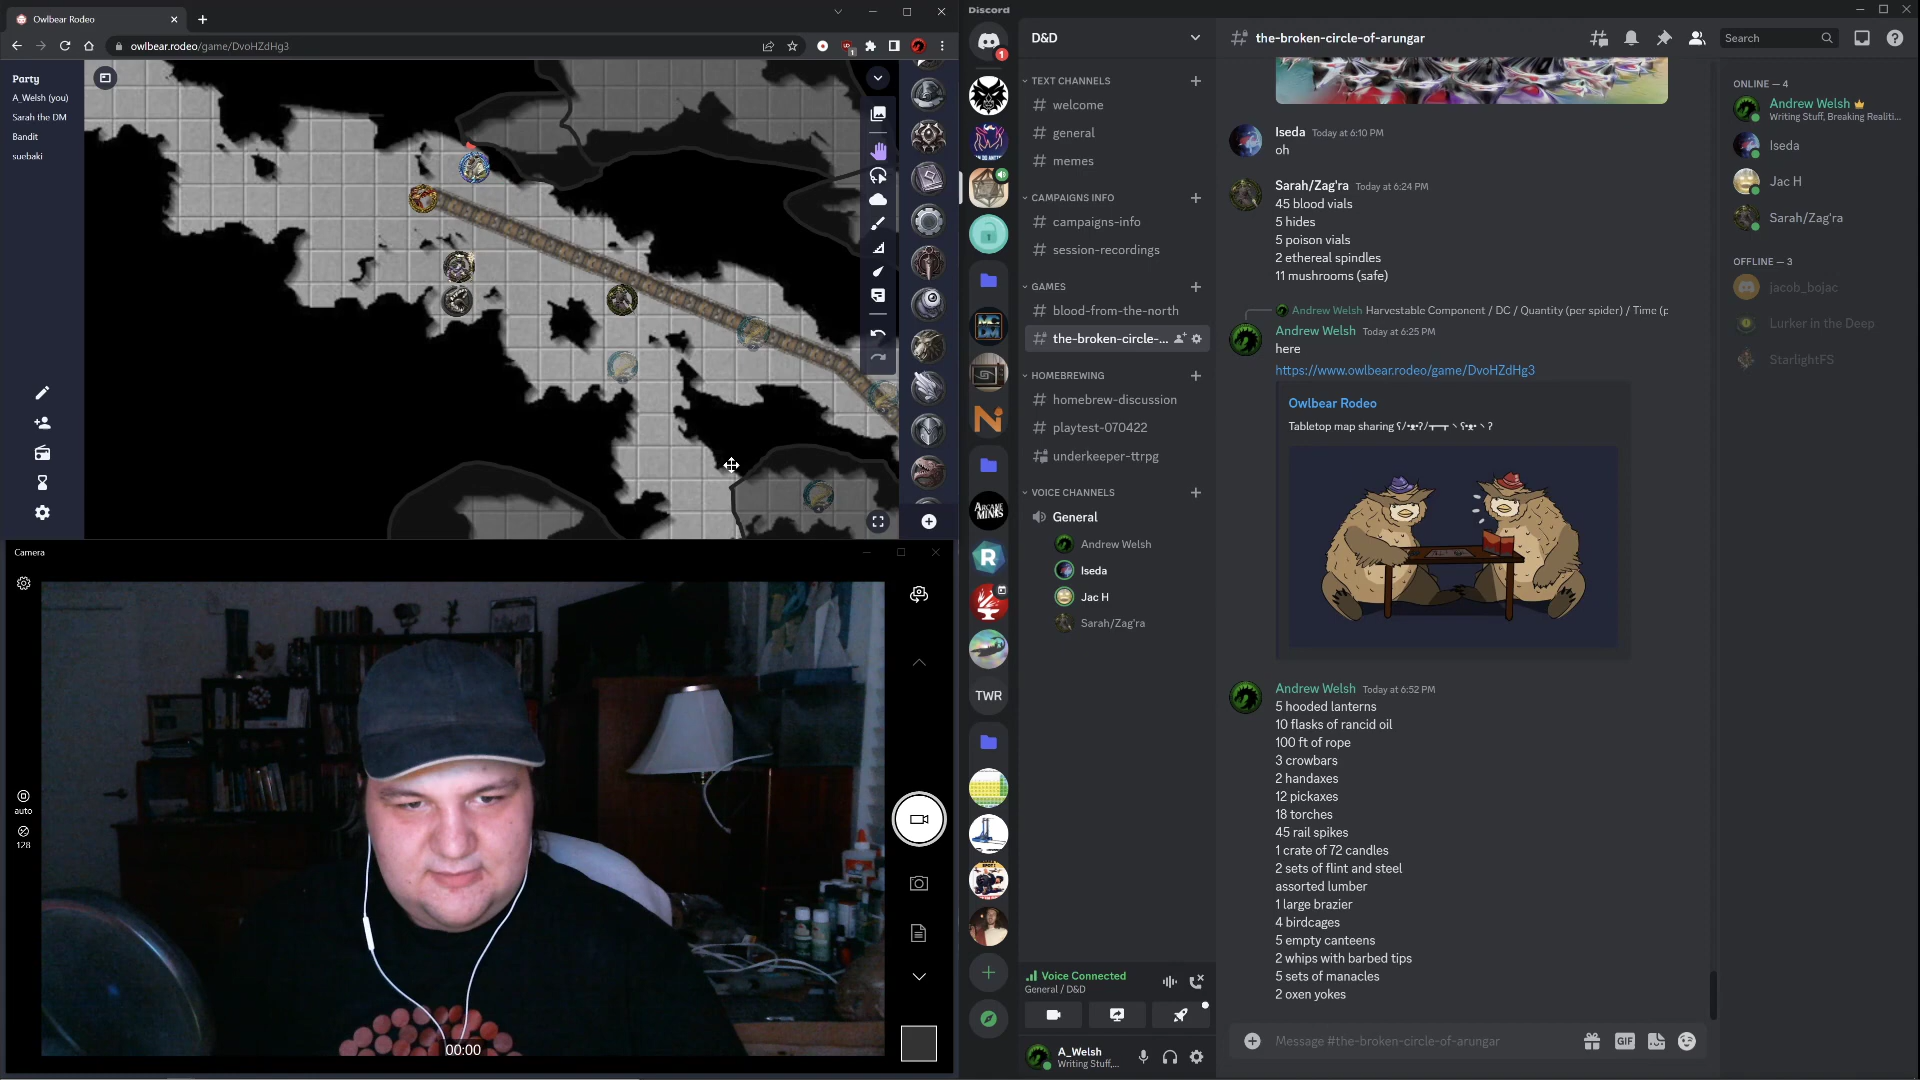 Owlbear Rodeo
owlbear.rodeo/game/DvoHZdHg3
Party
A_Welsh (you)
Sarah the DM
Bandit
suebaki
Camera
auto
128
00:00
Discord
1
D&D
TEXT CHANNELS
welcome
general
memes
CAMPAIGNS INFO
campaigns-info
session-recordings
GAMES
blood-from-the-north
the-broken-circle-...
HOMEBREWING
homebrew-discussion
playtest-070422
underkeeper-ttrpg
VOICE CHANNELS
General
Andrew Welsh
Iseda
Jac H
Sarah/Zag'ra
MCDM
ARCANE MINIS
TWR
Voice Connected
General / D&D
A_Welsh
Writing Stuff,...
the-broken-circle-of-arungar
Search
Iseda Today at 6:10 PM
oh
Sarah/Zag'ra Today at 6:24 PM
45 blood vials
5 hides
5 poison vials
2 ethereal spindles
11 mushrooms (safe)
Andrew Welsh Harvestable Component / DC / Quantity (per spider) / Time (p
Andrew Welsh Today at 6:25 PM
here
https://www.owlbear.rodeo/game/DvoHZdHg3
Owlbear Rodeo
Tabletop map sharing ʕ/·ᴥ·ʔ/┬─┬ヽʕ·ᴥ·ヽʔ
Andrew Welsh Today at 6:52 PM
5 hooded lanterns
10 flasks of rancid oil
100 ft of rope
3 crowbars
2 handaxes
12 pickaxes
18 torches
45 rail spikes
1 crate of 72 candles
2 sets of flint and steel
assorted lumber
1 large brazier
4 birdcages
5 empty canteens
2 whips with barbed tips
5 sets of manacles
2 oxen yokes
Message #the-broken-circle-of-arungar
GIF
ONLINE — 4
Andrew Welsh
Writing Stuff, Breaking Realiti...
Iseda
Jac H
Sarah/Zag'ra
OFFLINE — 3
jacob_bojac
Lurker in the Deep
StarlightFS